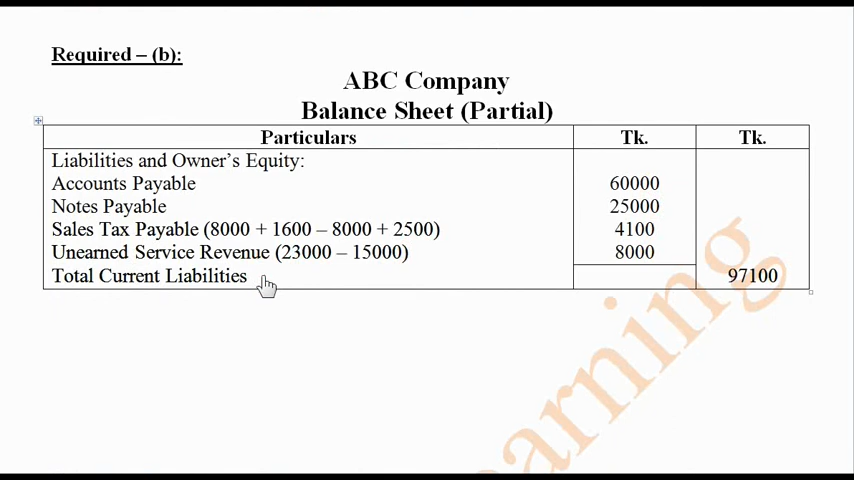 Required – (b):
ABC Company
Balance Sheet (Partial)
Particulars Tk. Tk.
Liabilities and Owner's Equity:
Accounts Payable 60000
Notes Payable 25000
Sales Tax Payable (8000 + 1600 – 8000 + 2500) 4100
Unearned Service Revenue (23000 – 15000) 8000
Total Current Liabilities 97100
earning